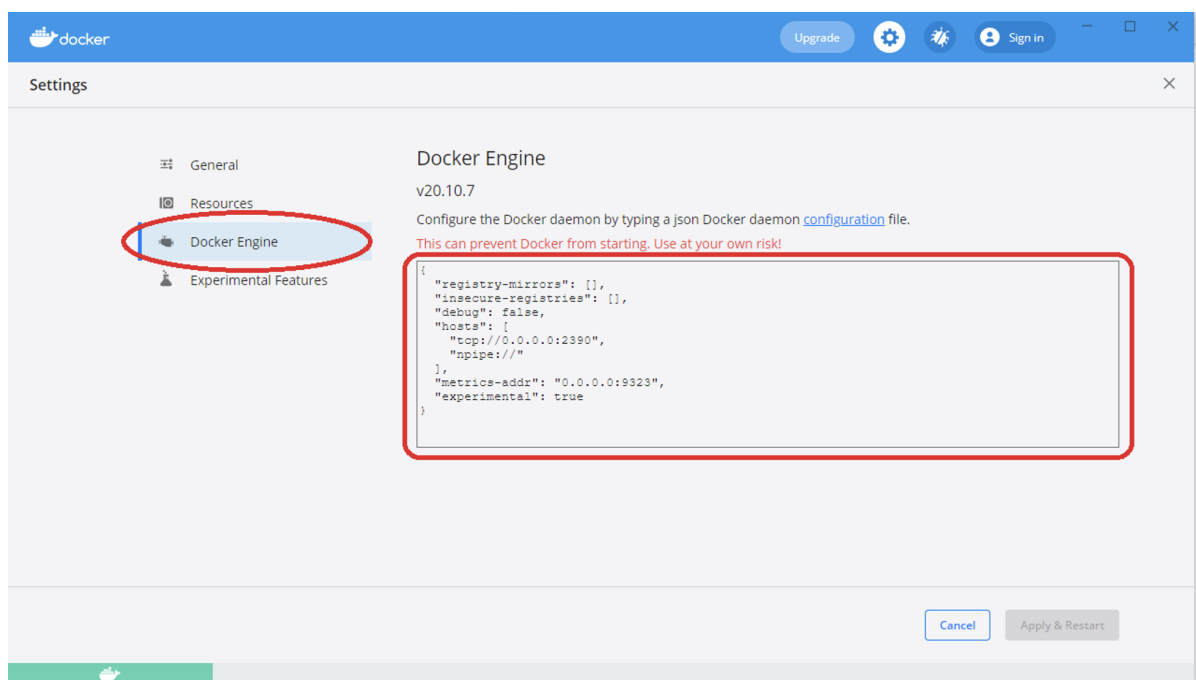 docker
Upgrade
Sign in
Settings
General
Resources
Docker Engine
Experimental Features
Docker Engine
v20.10.7
Configure the Docker daemon by typing a json Docker daemon configuration file.
This can prevent Docker from starting. Use at your own risk!
{
  "registry-mirrors": [],
  "insecure-registries": [],
  "debug": false,
  "hosts": [
    "tcp://0.0.0.0:2390",
    "npipe://"
  ],
  "metrics-addr": "0.0.0.0:9323",
  "experimental": true
}
Cancel
Apply & Restart